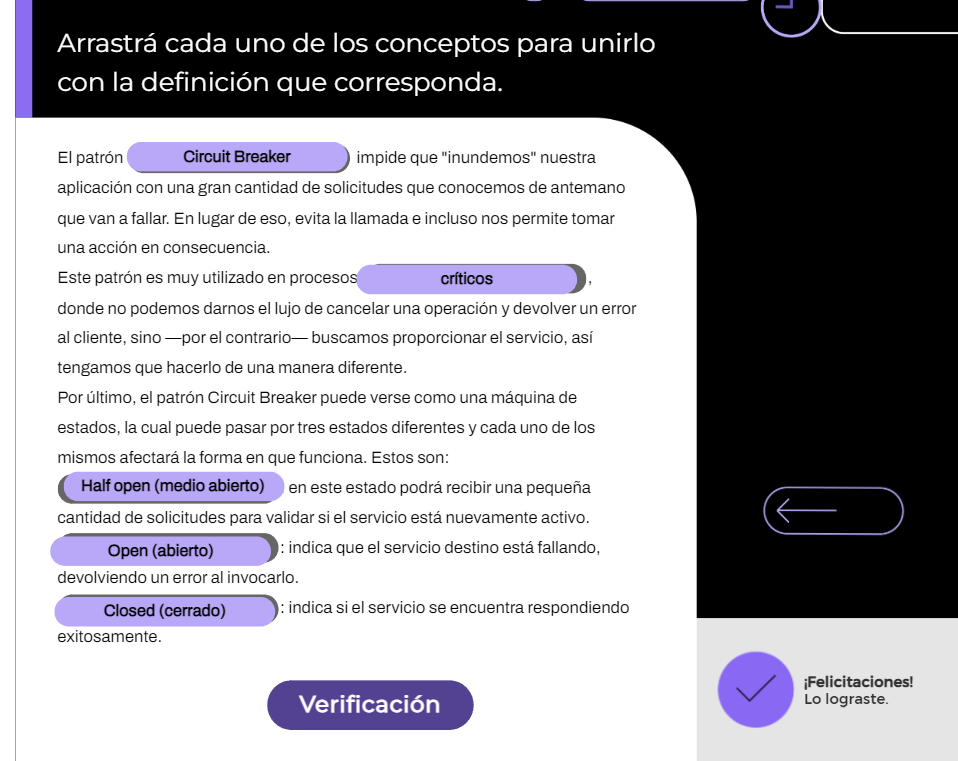 Arrastrá cada uno de los conceptos para unirlo
con la definición que corresponda.
El patrón Circuit Breaker impide que "inundemos" nuestra
aplicación con una gran cantidad de solicitudes que conocemos de antemano
que van a fallar. En lugar de eso, evita la llamada e incluso nos permite tomar
una acción en consecuencia.
Este patrón es muy utilizado en procesos críticos ,
donde no podemos darnos el lujo de cancelar una operación y devolver un error
al cliente, sino —por el contrario— buscamos proporcionar el servicio, así
tengamos que hacerlo de una manera diferente.
Por último, el patrón Circuit Breaker puede verse como una máquina de
estados, la cual puede pasar por tres estados diferentes y cada uno de los
mismos afectará la forma en que funciona. Estos son:
Half open (medio abierto) en este estado podrá recibir una pequeña
cantidad de solicitudes para validar si el servicio está nuevamente activo.
Open (abierto) : indica que el servicio destino está fallando,
devolviendo un error al invocarlo.
Closed (cerrado) : indica si el servicio se encuentra respondiendo
exitosamente.
Verificación
¡Felicitaciones!
Lo lograste.